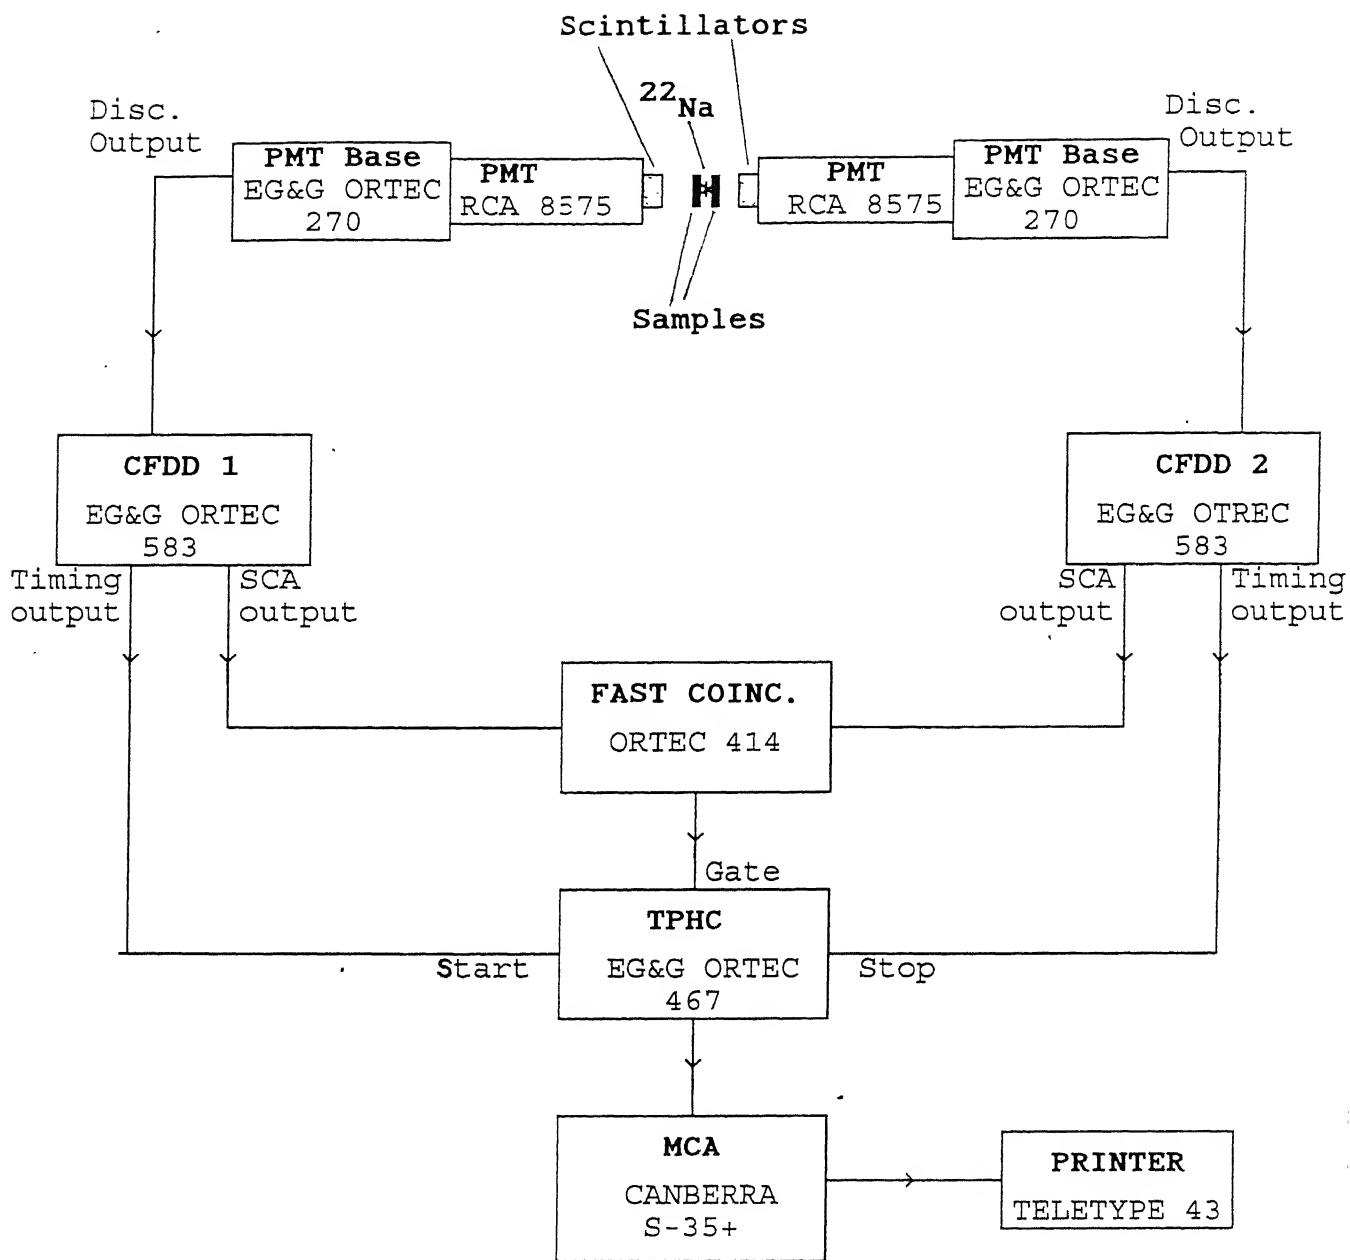 Scintillators
22Na
Disc.
Output
Disc.
Output
PMT Base
EG&G ORTEC
270
PMT
RCA 8575
PMT
RCA 8575
PMT Base
EG&G ORTEC
270
Samples
CFDD 1
EG&G ORTEC
583
CFDD 2
EG&G OTREC
583
Timing
output
SCA
output
SCA
output
Timing
output
FAST COINC.
ORTEC 414
Gate
TPHC
EG&G ORTEC
467
Start
Stop
MCA
CANBERRA
S-35+
PRINTER
TELETYPE 43